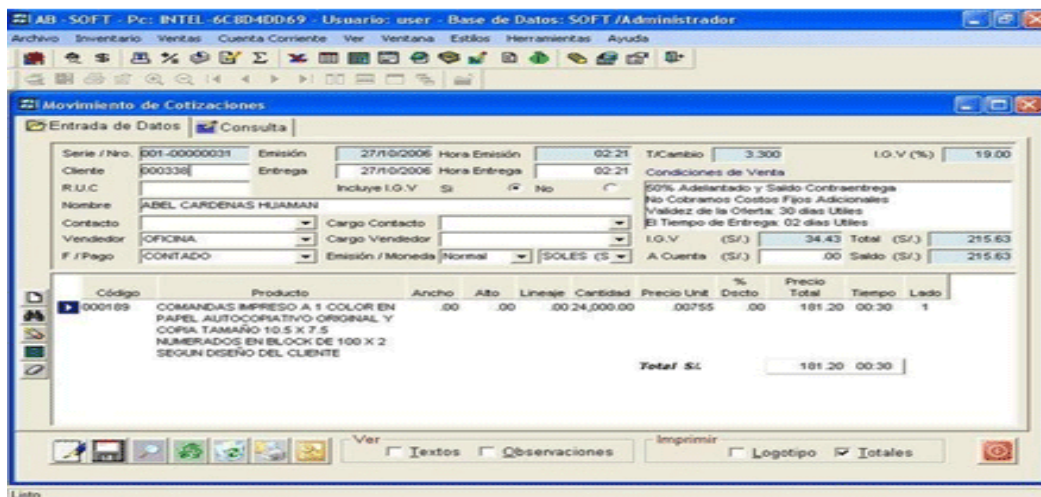 AB - SOFT - Pc: INTEL-6C8D4DD69 - Usuario: user - Base de Datos: SOFT /Administrador
Archivo Inventario Ventas Cuenta Corriente Ver Ventana Estilos Herramientas Ayuda
Movimiento de Cotizaciones
Entrada de Datos Consulta
Serie / Nro. 001-00000031 Emisión 27/10/2006 Hora Emisión 02:21 T/Cambio 3.300 I.G.V (%) 19.00
Cliente 000338 Entrega 27/10/2006 Hora Entrega 02:21 Condiciones de Venta
R.U.C Incluye I.G.V Si No 50% Adelantado y Saldo Contraentrega
Nombre ABEL CARDENAS HUAMAN No Cobramos Costos Fijos Adicionales
Validez de la Oferta: 30 dias Utiles
Contacto Cargo Contacto El Tiempo de Entrega: 02 dias Utiles
Vendedor OFICINA Cargo Vendedor I.G.V (S/.) 34.43 Total (S/.) 215.63
F /Pago CONTADO Emisión / Moneda Normal SOLES (S A Cuenta (S/.) .00 Saldo (S/.) 215.63
Código Producto Ancho Alto Lineaje Cantidad Precio Unit % Dscto Precio Total Tiempo Lado
0000189 COMANDAS IMPRESO A 1 COLOR EN .00 .00 .00 24,000.00 .00755 .00 181.20 00:30 1
PAPEL AUTOCOPIATIVO ORIGINAL Y
COPIA TAMAÑO 10.5 X 7.5
NUMERADOS EN BLOCK DE 100 X 2
SEGUN DISEÑO DEL CLIENTE
Total S/. 181.20 00:30
Ver Textos Observaciones Imprimir Logotipo Totales
Listo